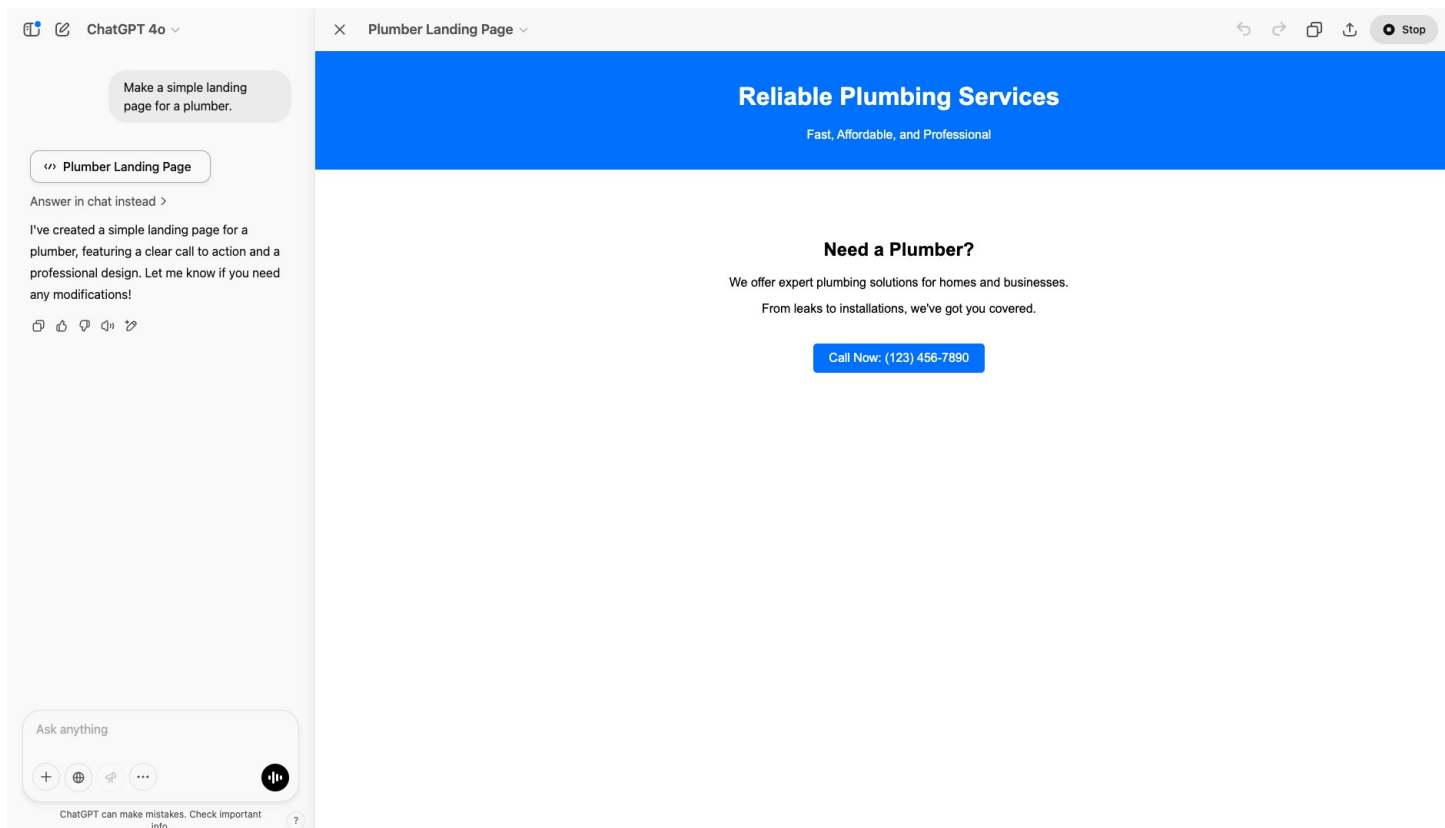 ChatGPT 4o
Make a simple landing
page for a plumber.
Plumber Landing Page
Answer in chat instead >
I've created a simple landing page for a
plumber, featuring a clear call to action and a
professional design. Let me know if you need
any modifications!
Ask anything
ChatGPT can make mistakes. Check important
info.
?
Plumber Landing Page
Stop
Reliable Plumbing Services
Fast, Affordable, and Professional
Need a Plumber?
We offer expert plumbing solutions for homes and businesses.
From leaks to installations, we've got you covered.
Call Now: (123) 456-7890